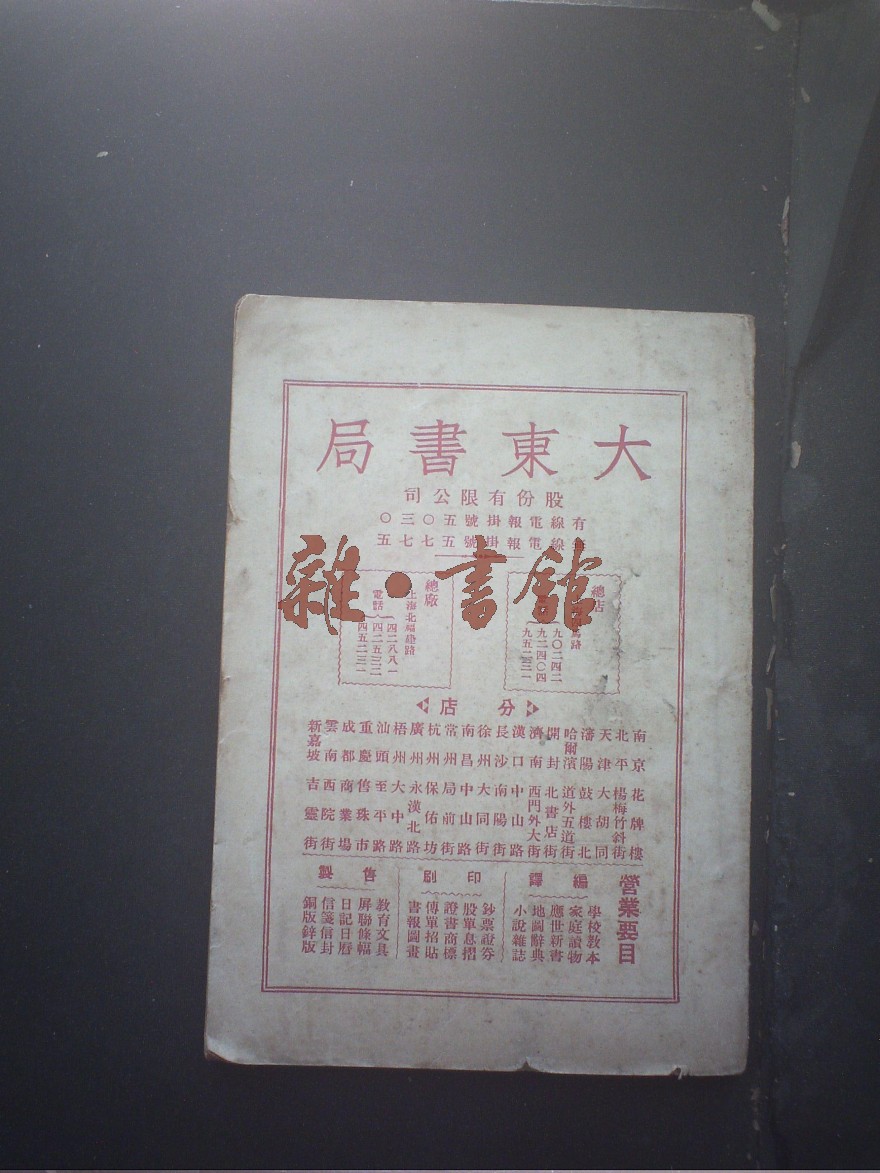 大東書局
股份有限公司
有線電報掛號五〇三〇
線電報掛號五七七五
雜·書館
總店
馬路
九〇二四二
九二四〇四
九五二三一
總廠
上海北福建路
電話
四二八八一
四二五三二
四五二三一
分店
南京花牌樓
北平楊梅竹斜街
天津大胡同
瀋陽鼓樓北
哈爾濱道外五道街
開封北書店街
濟南西門外大街
漢口中山路
長沙南陽街
徐州大同街
南昌中山路
常州局前街
杭州保佑坊
廣州永漢北路
梧州大中路
汕頭至平路
重慶售珠市
成都商業場
雲南西院街
新嘉坡吉靈街
營業要目
編譯
學校教本
家庭讀物
應世新書
地圖辭典
小說雜誌
印刷
鈔票證券
股單息摺
證書商標
傳單招貼
書報圖畫
售製
教育文具
屏聯條幅
日記日曆
信箋信封
銅版鋅版